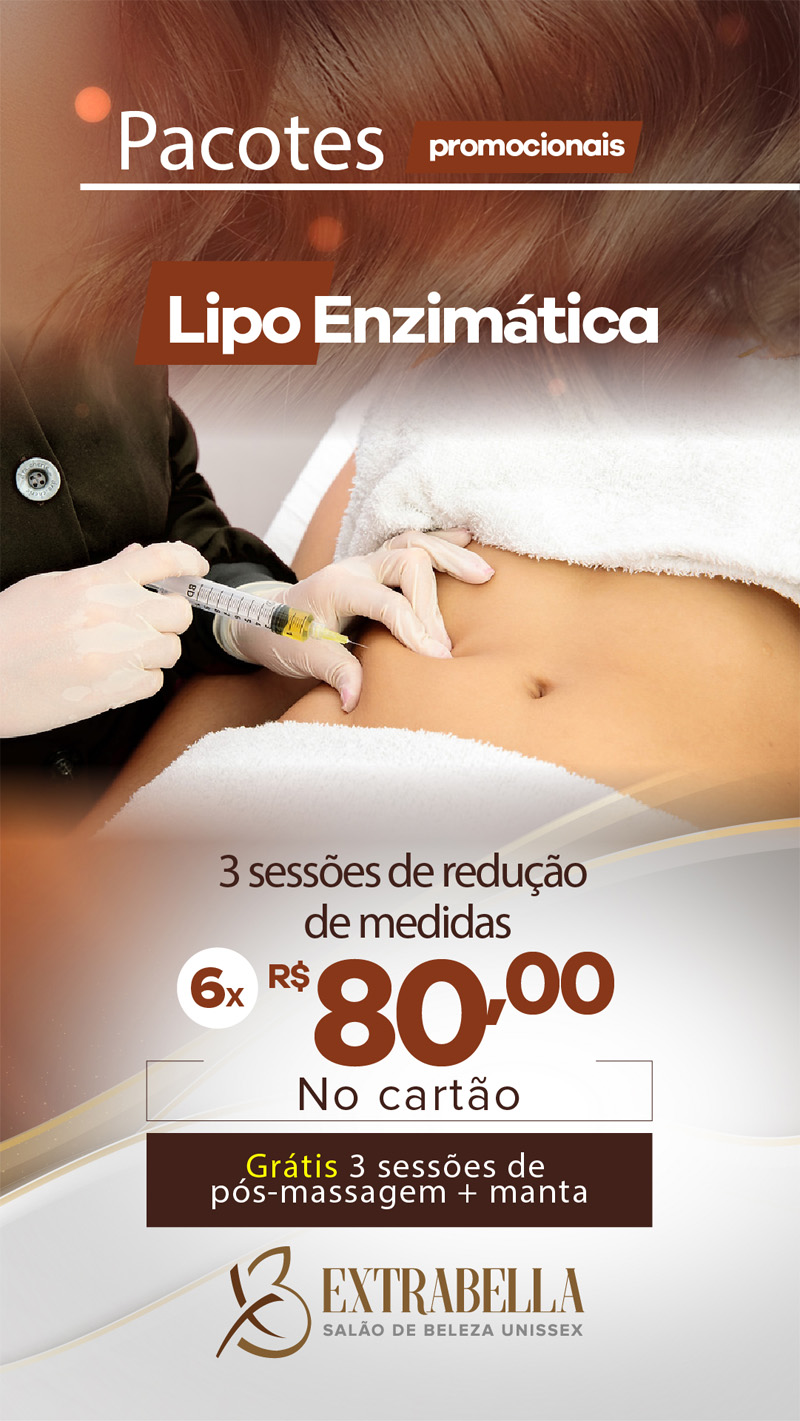 Pacotes promocionais
Lipo Enzimática
3 sessões de redução
de medidas
6x R$80,00
No cartão
Grátis 3 sessões de
pós-massagem + manta
EXTRABELLA
SALÃO DE BELEZA UNISSEX